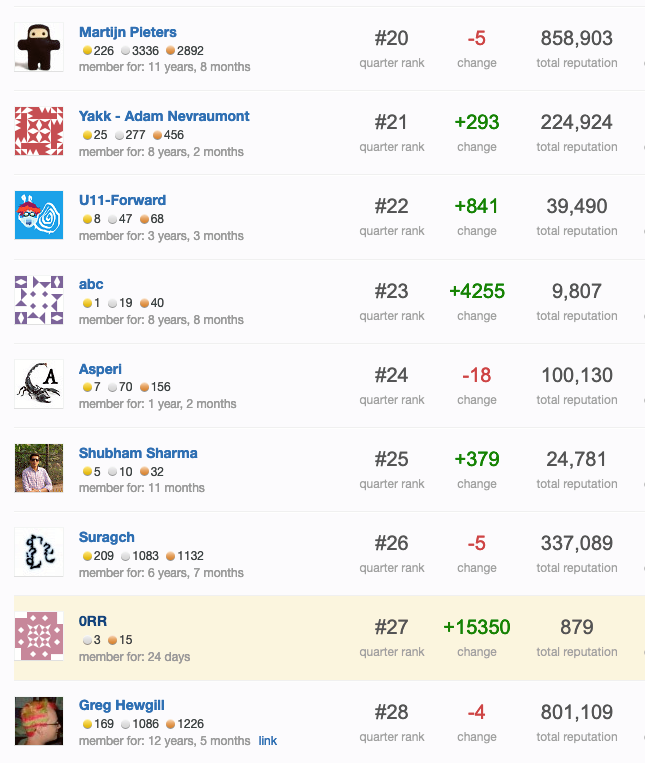 Martijn Pieters
226 3336 2892
member for: 11 years, 8 months
#20
quarter rank
-5
change
858,903
total reputation
Yakk - Adam Nevraumont
25 277 456
member for: 8 years, 2 months
#21
quarter rank
+293
change
224,924
total reputation
U11-Forward
8 47 68
member for: 3 years, 3 months
#22
quarter rank
+841
change
39,490
total reputation
abc
1 19 40
member for: 8 years, 8 months
#23
quarter rank
+4255
change
9,807
total reputation
A
Asperi
7 70 156
member for: 1 year, 2 months
#24
quarter rank
-18
change
100,130
total reputation
Shubham Sharma
5 10 32
member for: 11 months
#25
quarter rank
+379
change
24,781
total reputation
Suragch
209 1083 1132
member for: 6 years, 7 months
#26
quarter rank
-5
change
337,089
total reputation
0RR
3 15
member for: 24 days
#27
quarter rank
+15350
change
879
total reputation
Greg Hewgill
169 1086 1226
member for: 12 years, 5 months link
#28
quarter rank
-4
change
801,109
total reputation